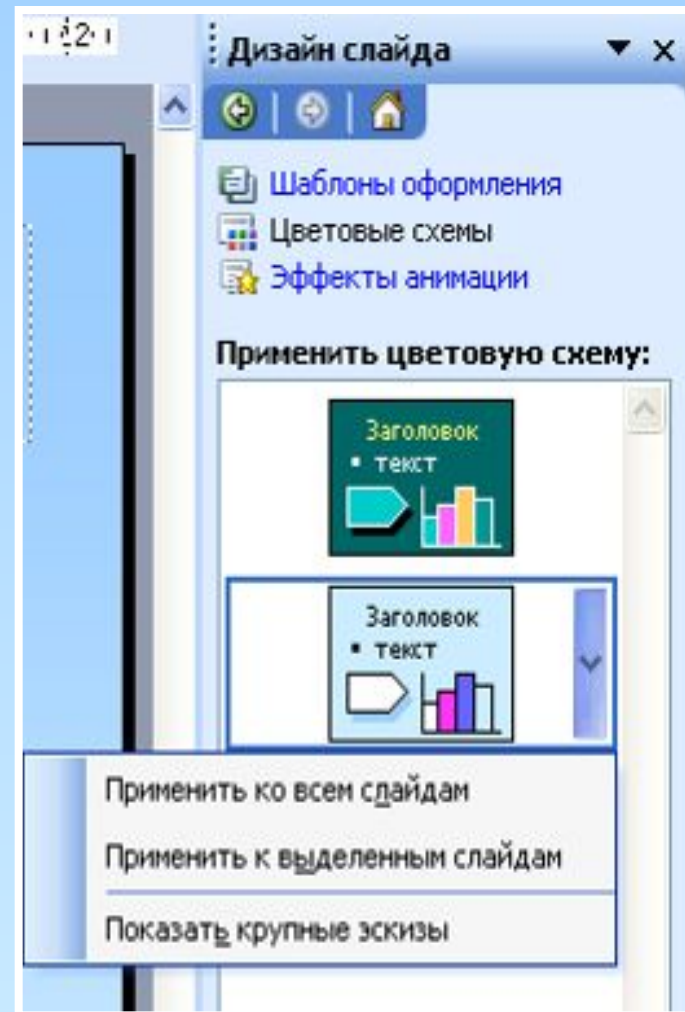 2
Дизайн слайда
Шаблоны оформления
Цветовые схемы
Эффекты анимации
Применить цветовую схему:
Заголовок
▪ текст
Заголовок
▪ текст
Применить ко всем слайдам
Применить к выделенным слайдам
Показать крупные эскизы